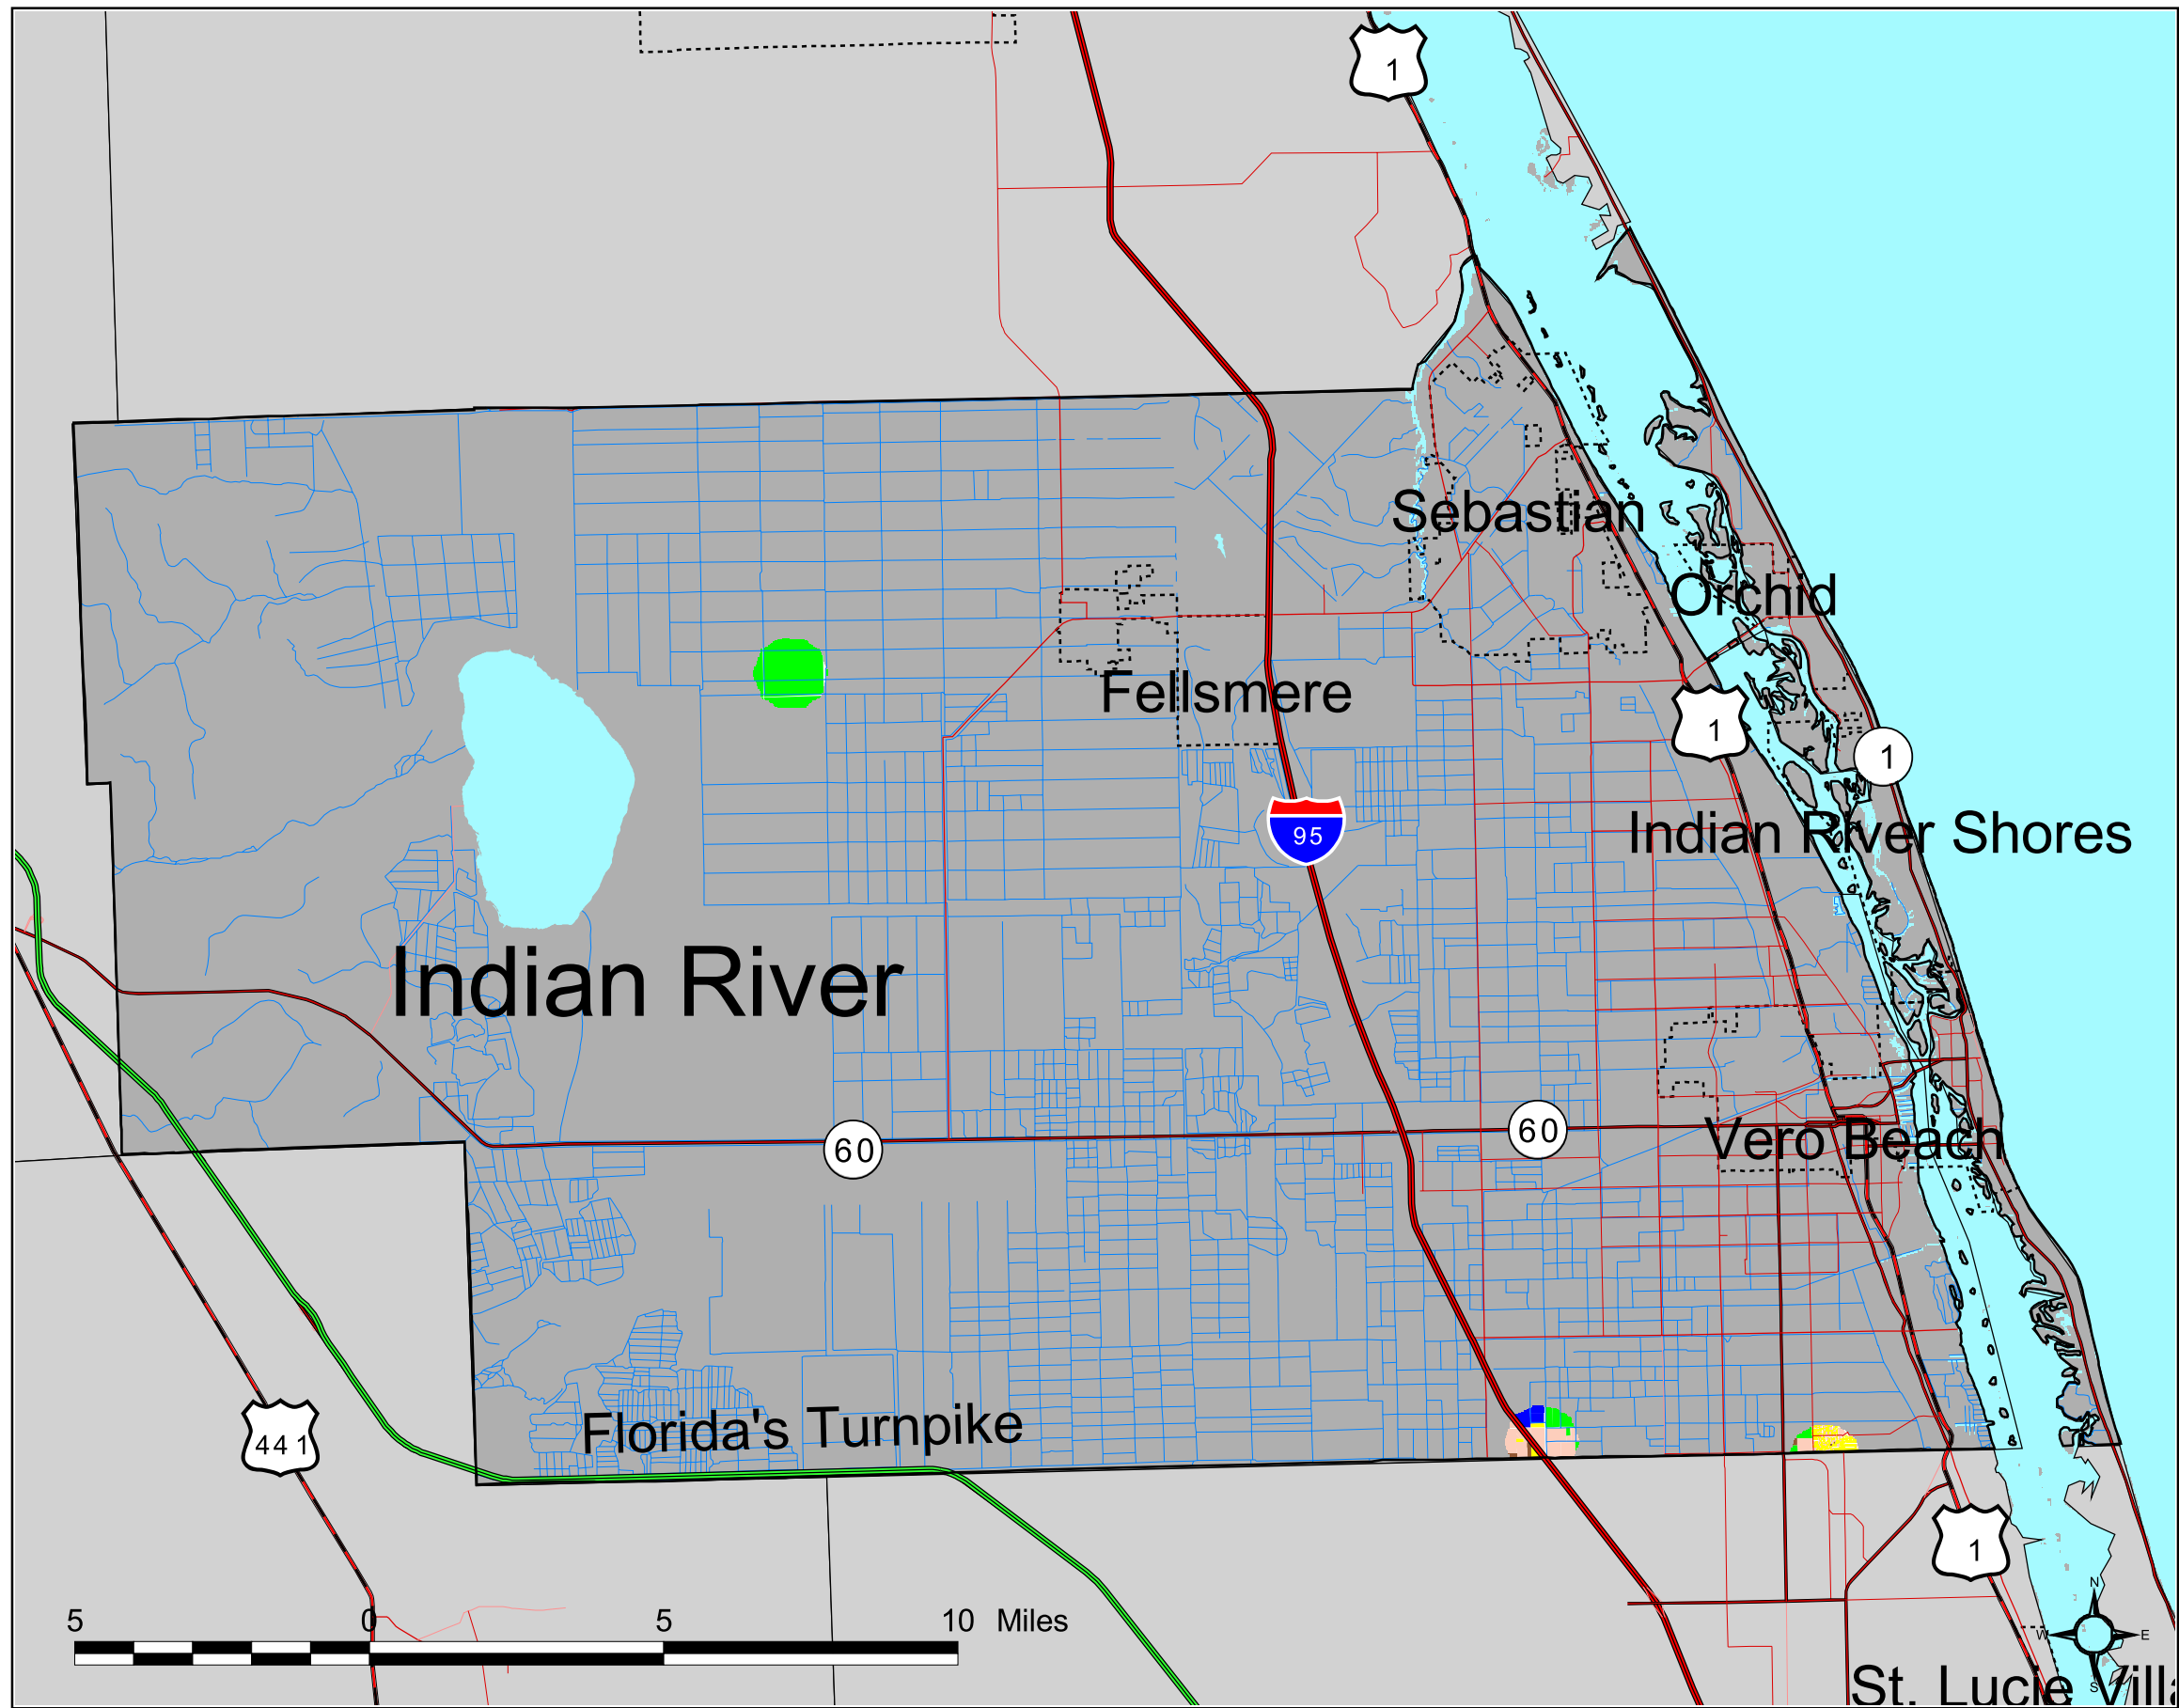 1
Sebastian
Orchid
Fellsmere
1
1
95
Indian River Shores
Indian River
60
60
Vero Beach
Florida's Turnpike
441
1
N
W
E
S
5 0 5 10 Miles
St. Lucie Villa